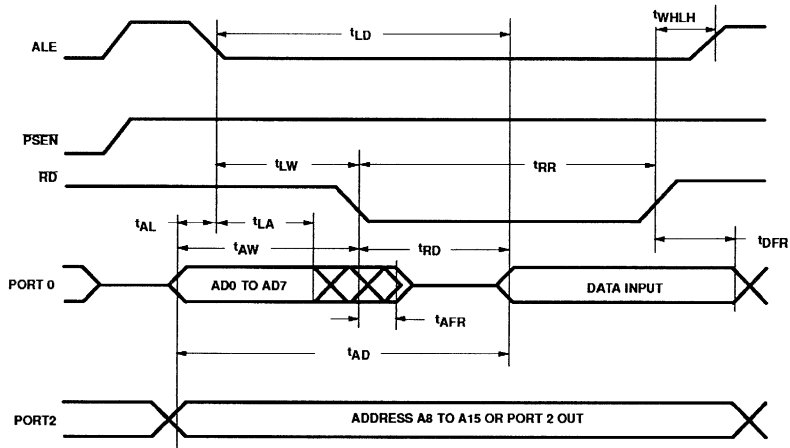 tWHLH
tLD
ALE
PSEN
tLW
tRR
RD
tAL
tLA
tDFR
tAW
tRD
PORT 0
AD0 TO AD7
DATA INPUT
tAFR
tAD
PORT2
ADDRESS A8 TO A15 OR PORT 2 OUT